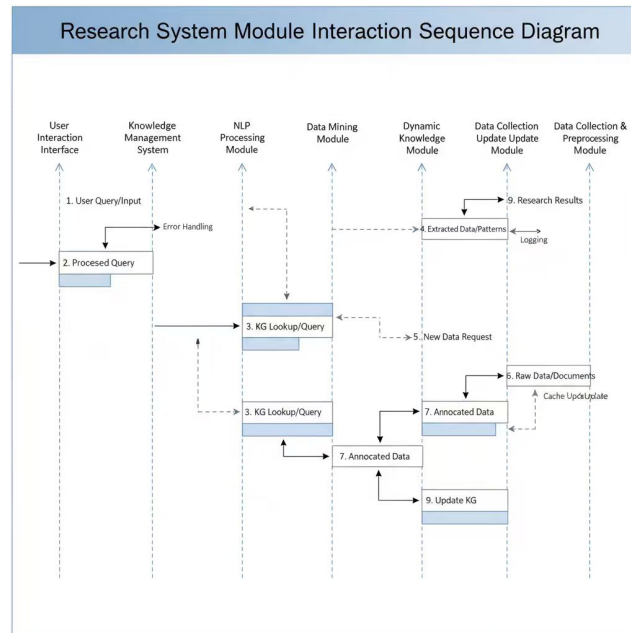 Research System Module Interaction Sequence Diagram
User
Interaction
Interface
Knowledge
Management
System
NLP
Processing
Module
Data Mining
Module
Dynamic
Knowledge
Module
Data Collection
Update Update
Module
Data Collection &
Preprocessing
Module
1. User Query/Input
9. Research Results
Error Handling
4. Extracted Data/Patterns
Logging
2. Procesed Query
3. KG Lookup/Query
5. New Data Request
6. Raw Data/Documents
Cache Update
3. KG Lookup/Query
7. Annocated Data
7. Annocated Data
9. Update KG